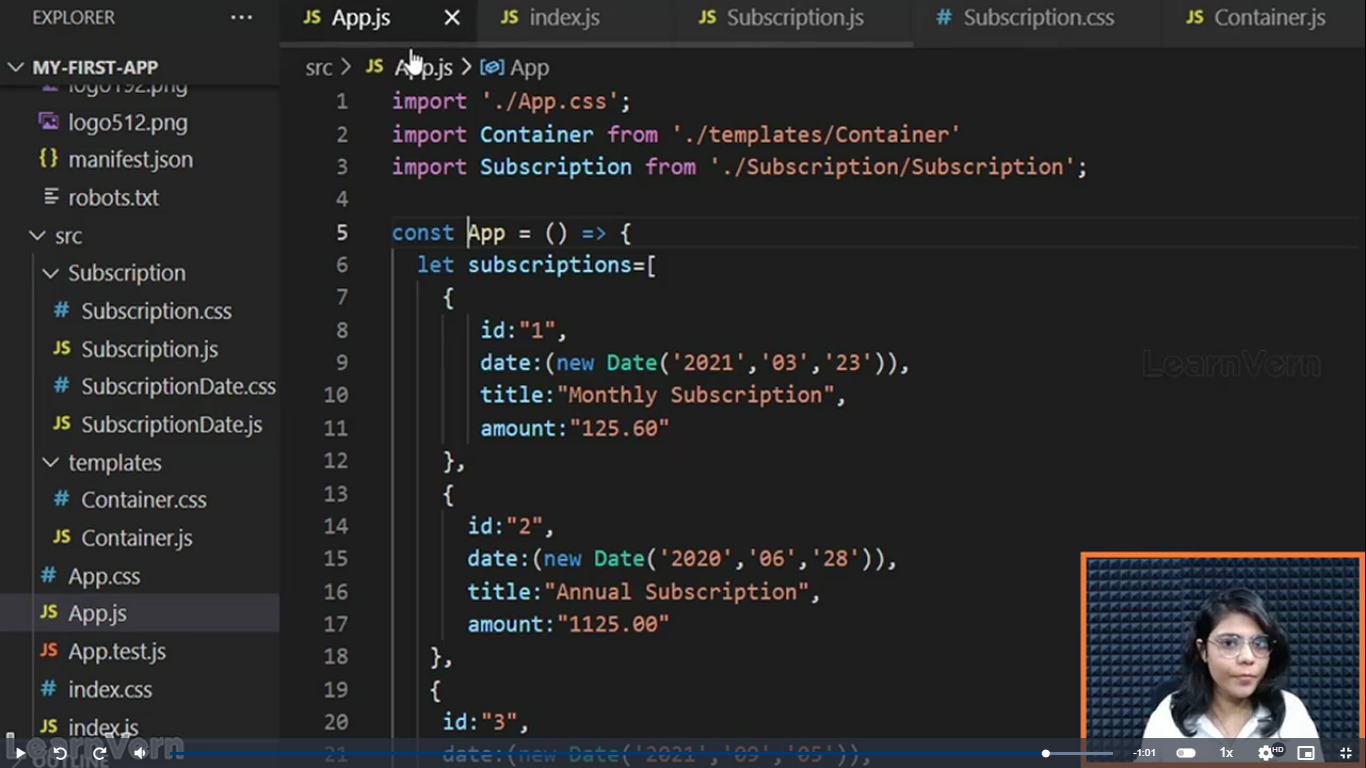 EXPLORER ...
MY-FIRST-APP
logo192.png
logo512.png
{} manifest.json
robots.txt
src
Subscription
# Subscription.css
JS Subscription.js
# SubscriptionDate.css
JS SubscriptionDate.js
templates
# Container.css
JS Container.js
# App.css
JS App.js
JS App.test.js
# index.css
JS index.js
OUTLINE
JS App.js JS index.js JS Subscription.js # Subscription.css JS Container.js
src > JS App.js > App
1 import './App.css';
2 import Container from './templates/Container'
3 import Subscription from './Subscription/Subscription';
4
5 const App = () => {
6 let subscriptions=[
7 {
8 id:"1",
9 date:(new Date('2021','03','23')),
10 title:"Monthly Subscription",
11 amount:"125.60"
12 },
13 {
14 id:"2",
15 date:(new Date('2020','06','28')),
16 title:"Annual Subscription",
17 amount:"1125.00"
18 },
19 {
20 id:"3",
21 date:(new Date('2021','09','05')),
LearnVern
LearnVern
-1:01 1x HD